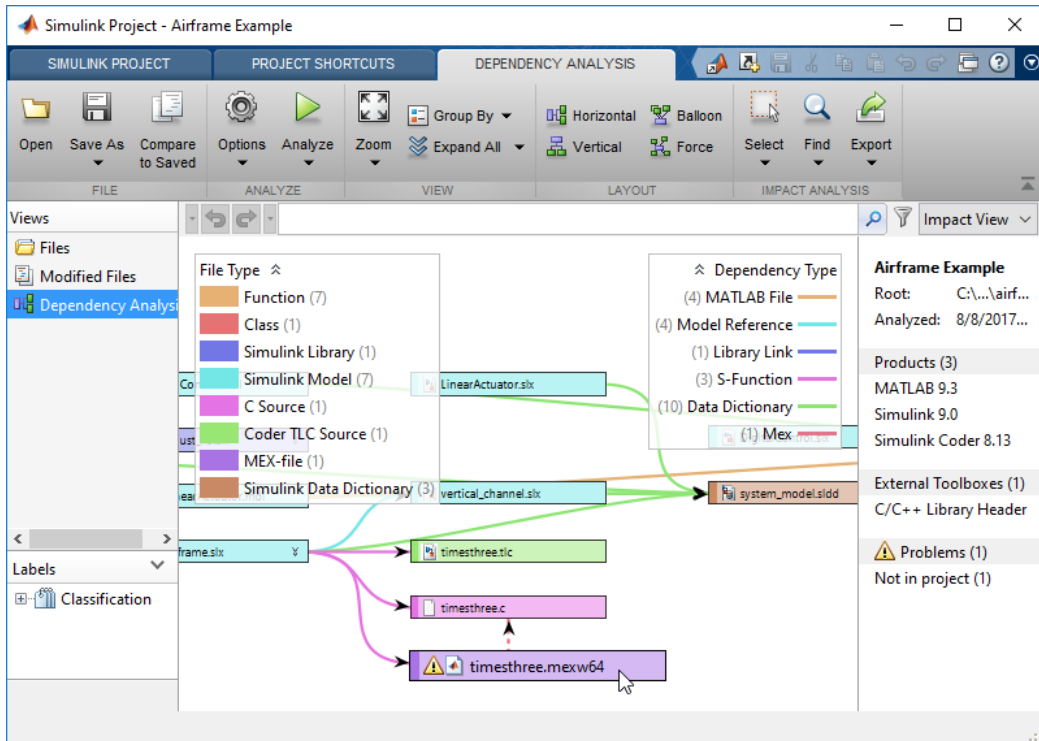 Simulink Project - Airframe Example
SIMULINK PROJECT
PROJECT SHORTCUTS
DEPENDENCY ANALYSIS
Open
Save As
Compare
to Saved
Options
Analyze
Zoom
Group By
Expand All
Horizontal
Vertical
Balloon
Force
Select
Find
Export
FILE
ANALYZE
VIEW
LAYOUT
IMPACT ANALYSIS
Views
Files
Modified Files
Dependency Analysi
Labels
Classification
Impact View
File Type
Function (7)
Class (1)
Simulink Library (1)
Simulink Model (7)
C Source (1)
Coder TLC Source (1)
MEX-file (1)
Simulink Data Dictionary (3)
Dependency Type
(4) MATLAB File
(4) Model Reference
(1) Library Link
(3) S-Function
(10) Data Dictionary
(1) Mex
LinearActuator.slx
vertical_channel.slx
system_model.sldd
frame.slx
timesthree.tlc
timesthree.c
timesthree.mexw64
Airframe Example
Root: C:\...\airf...
Analyzed: 8/8/2017...
Products (3)
MATLAB 9.3
Simulink 9.0
Simulink Coder 8.13
External Toolboxes (1)
C/C++ Library Header
Problems (1)
Not in project (1)